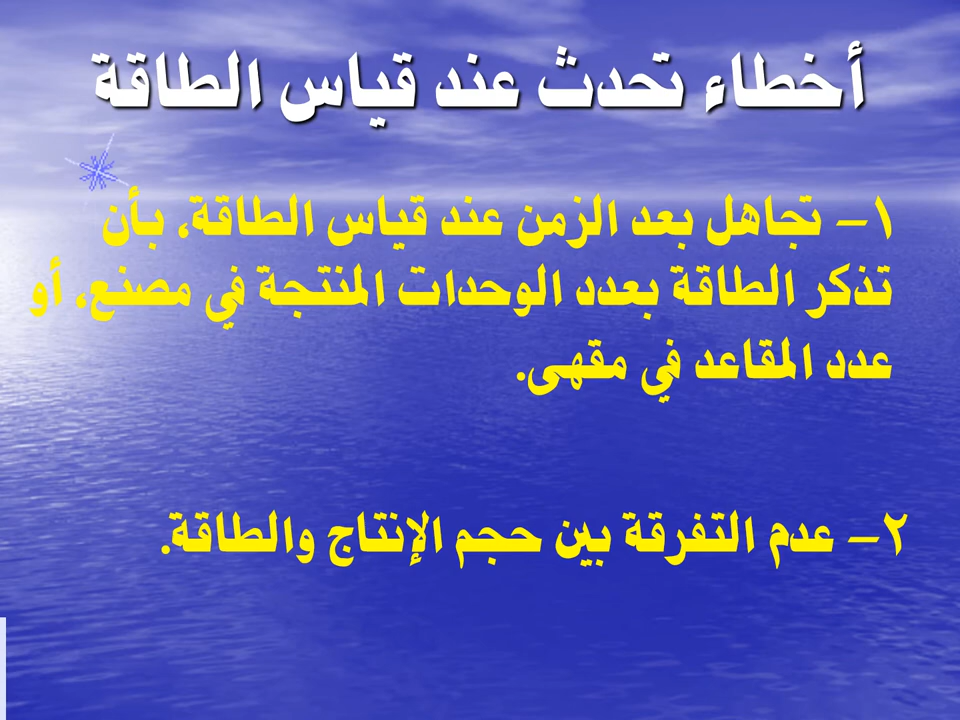 أخطاء تحدث عند قياس الطاقة
١- تجاهل بعد الزمن عند قياس الطاقة، بأن
تذكر الطاقة بعدد الوحدات المنتجة في مصنع، أو
عدد المقاعد في مقهى.
٢- عدم التفرقة بين حجم الإنتاج والطاقة.